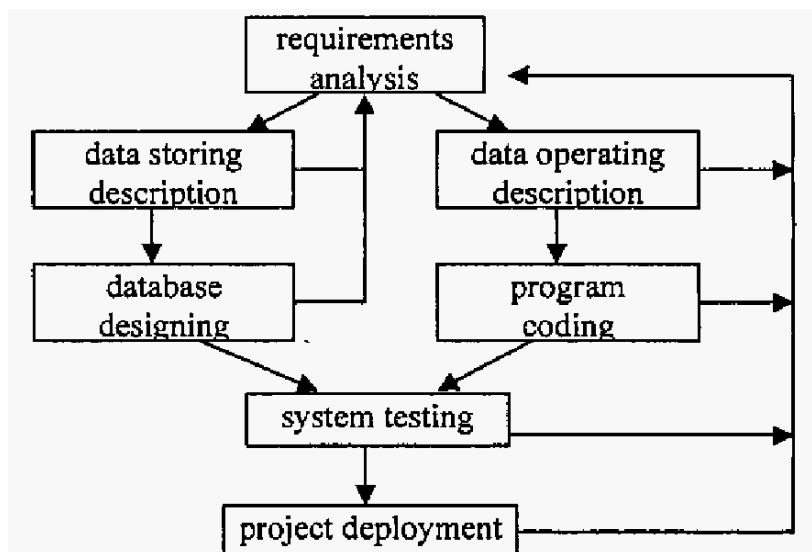 requirements
analysis
data storing
description
data operating
description
database
designing
program
coding
system testing
project deployment